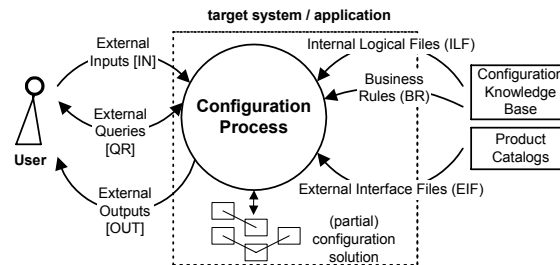 target system / application
External
Inputs [IN]
Internal Logical Files (ILF)
Business
Rules (BR)
Configuration
Knowledge
Base
Configuration
Process
External
Queries
[QR]
User
Product
Catalogs
External
Outputs
[OUT]
External Interface Files (EIF)
(partial)
configuration
solution